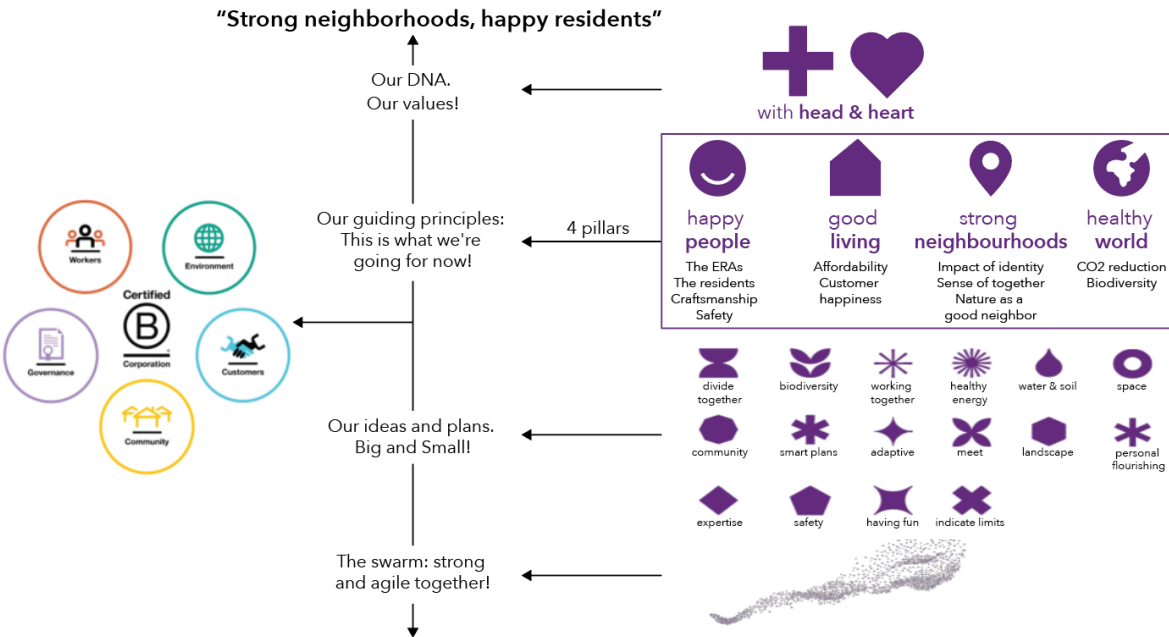 “Strong neighborhoods, happy residents”
Our DNA.
Our values!
with head & heart
Our guiding principles:
This is what we're
going for now!
4 pillars
happy
people
The ERAs
The residents
Craftsmanship
Safety
good
living
Affordability
Customer
happiness
strong
neighbourhoods
Impact of identity
Sense of together
Nature as a
good neighbor
healthy
world
CO2 reduction
Biodiversity
Workers
Environment
Certified
B
Corporation
Governance
Customers
Community
Our ideas and plans.
Big and Small!
divide
together
biodiversity
working
together
healthy
energy
water & soil
space
community
smart plans
adaptive
meet
landscape
personal
flourishing
expertise
safety
having fun
indicate limits
The swarm: strong
and agile together!